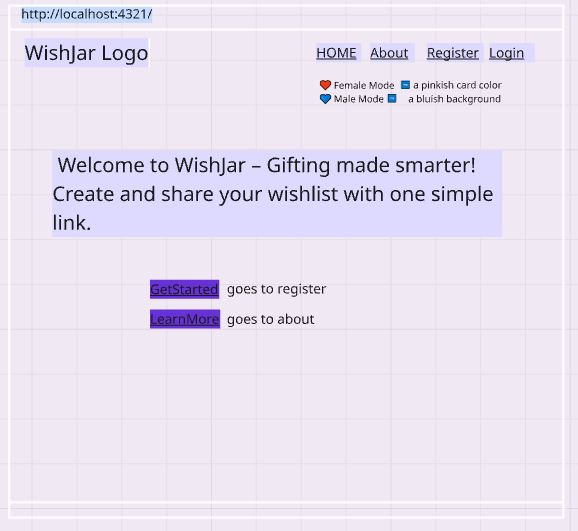 http://localhost:4321/
WishJar Logo
HOME About Register Login
❤️ Female Mode ➡️ a pinkish card color
💙 Male Mode ➡️ a bluish background
Welcome to WishJar – Gifting made smarter!
Create and share your wishlist with one simple
link.
GetStarted goes to register
LearnMore goes to about